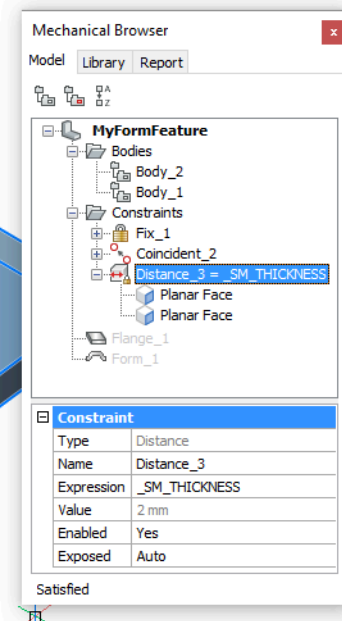 Mechanical Browser
x
Model Library Report
A
Z
MyFormFeature
Bodies
Body_2
Body_1
Constraints
Fix_1
Coincident_2
Distance_3 = _SM_THICKNESS
Planar Face
Planar Face
Flange_1
Form_1
Constraint
Type Distance
Name Distance_3
Expression _SM_THICKNESS
Value 2 mm
Enabled Yes
Exposed Auto
Satisfied